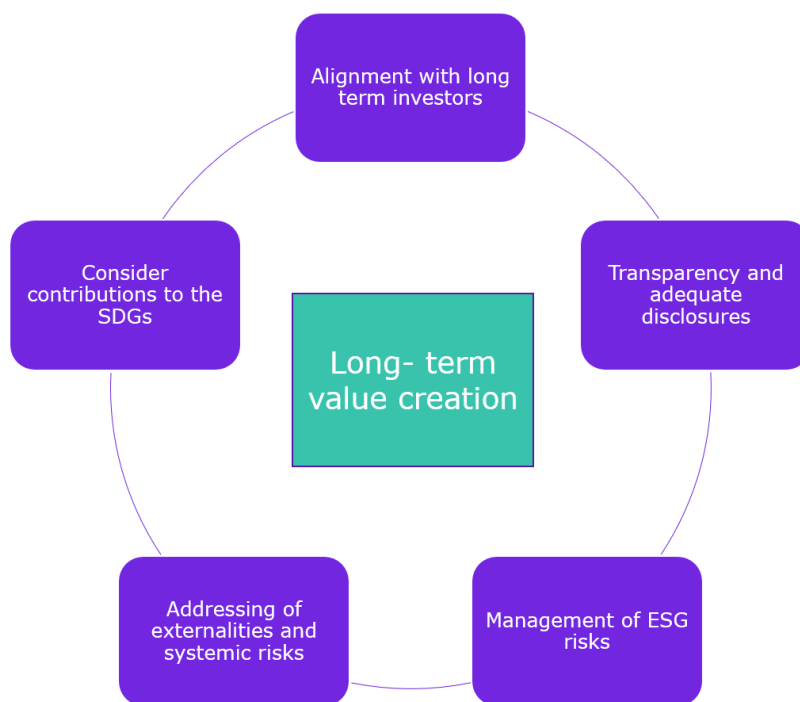 Alignment with long
term investors
Transparency and
adequate
disclosures
Management of ESG
risks
Addressing of
externalities and
systemic risks
Consider
contributions to the
SDGs
Long- term
value creation